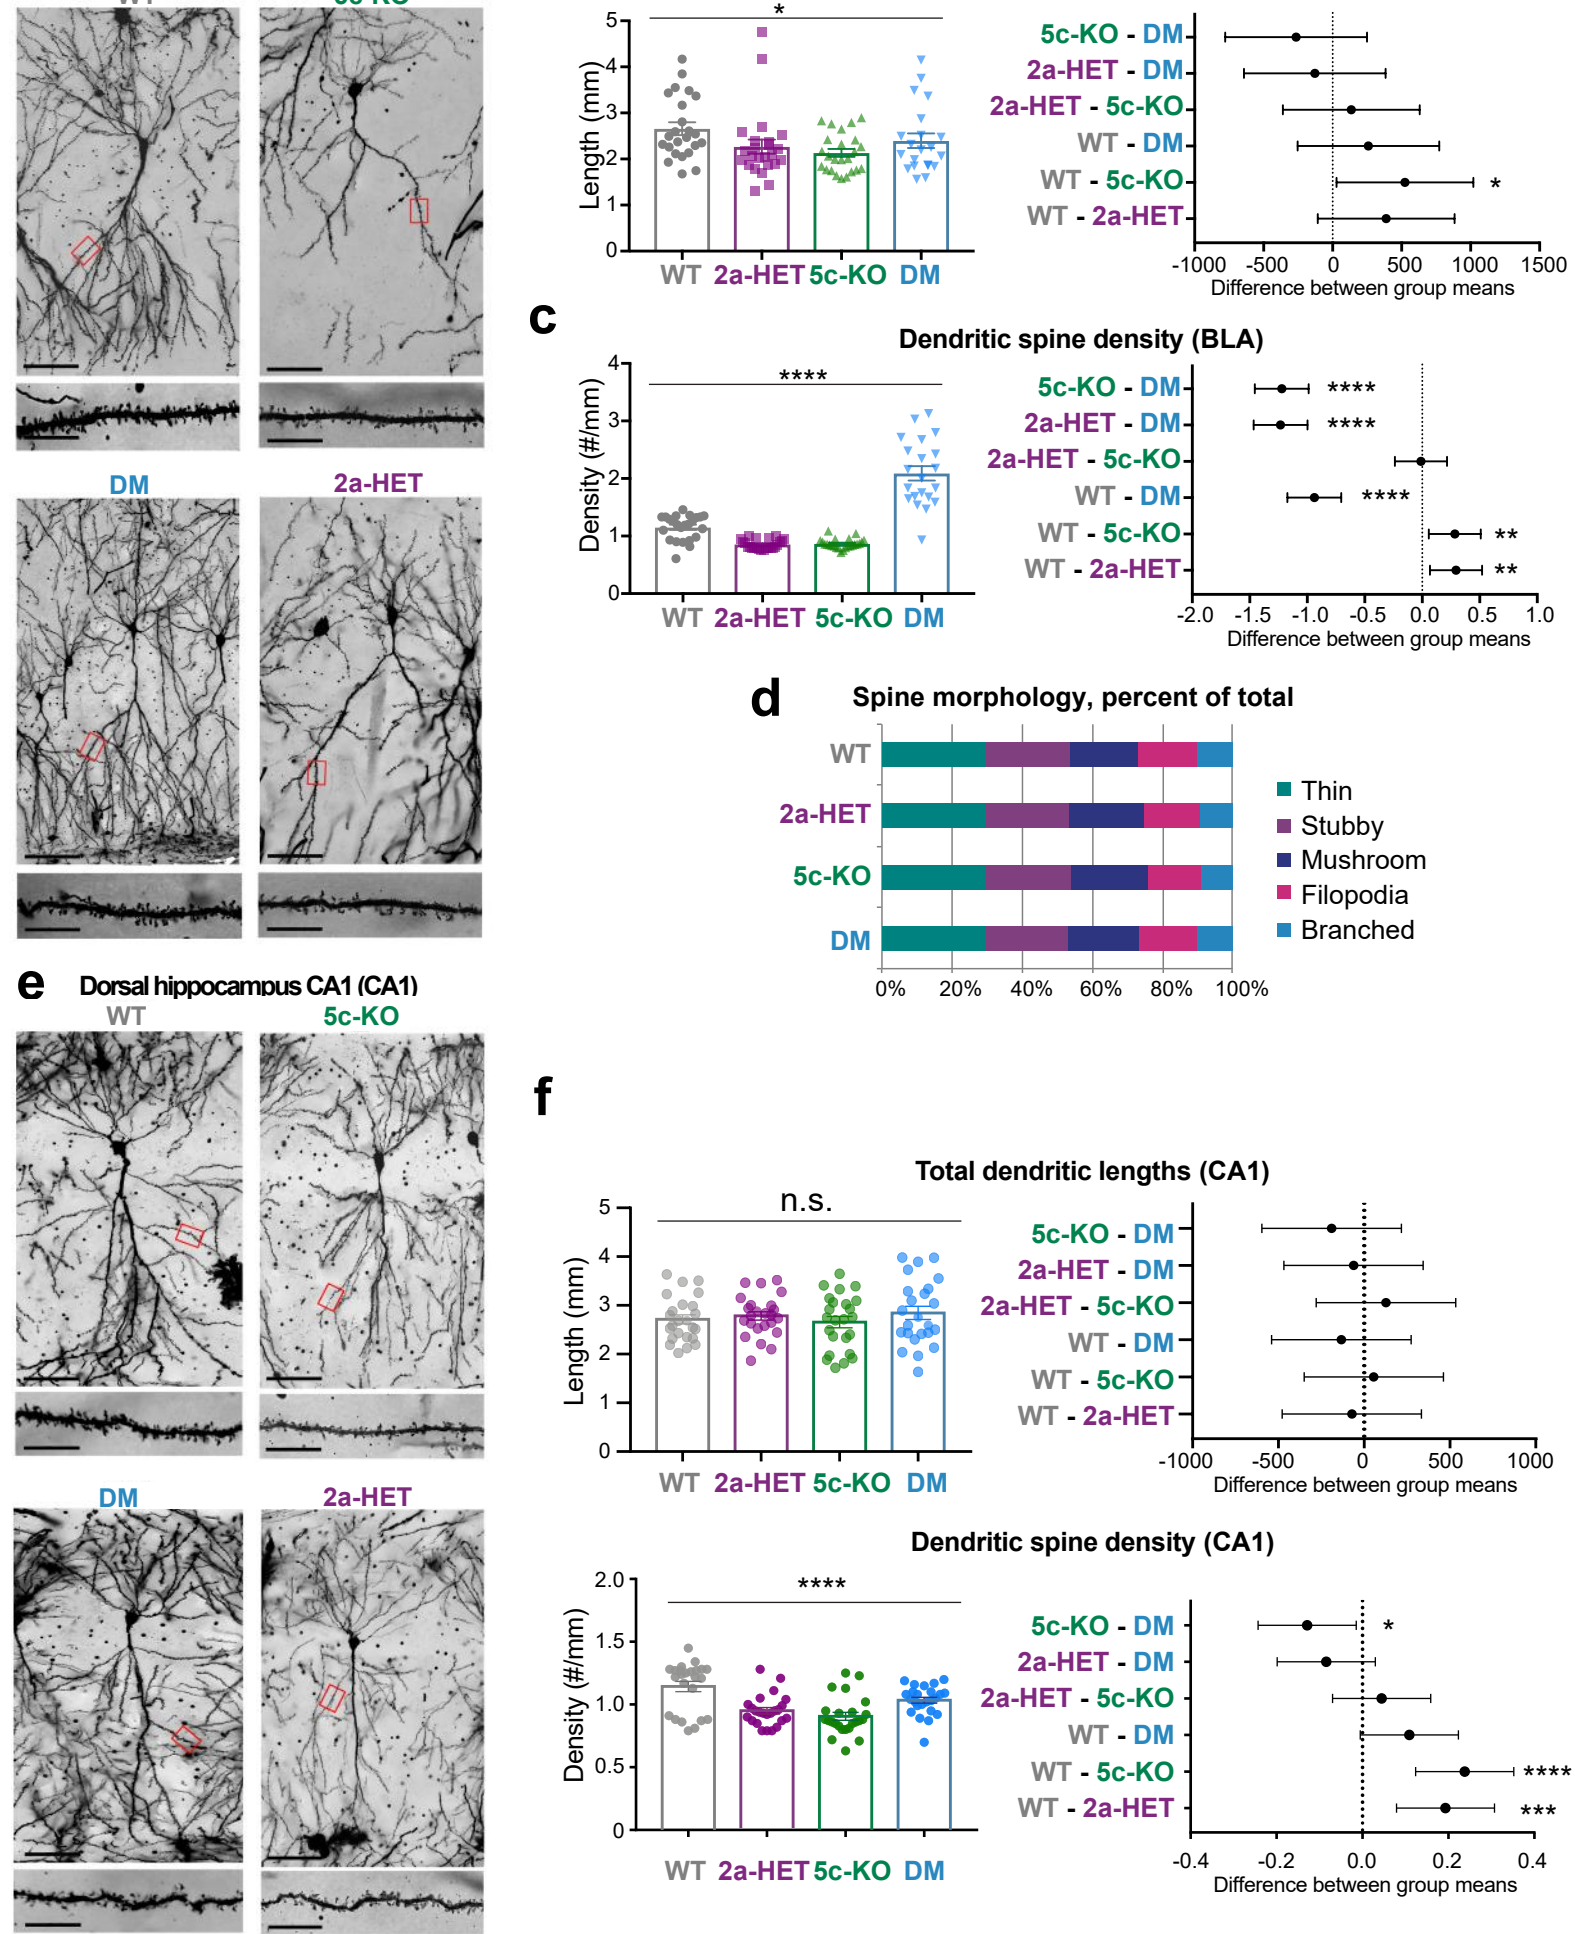 5c-KO
*
5
4
3
2
1
0
Length (mm)
WT 2a-HET 5c-KO DM
5c-KO - DM
2a-HET - DM
2a-HET - 5c-KO
WT - DM
WT - 5c-KO *
WT - 2a-HET
-1000 -500 0 500 1000 1500
Difference between group means
c
Dendritic spine density (BLA)
****
4
3
2
1
0
Density (#/mm)
WT 2a-HET 5c-KO DM
5c-KO - DM ****
2a-HET - DM ****
2a-HET - 5c-KO
WT - DM ****
WT - 5c-KO **
WT - 2a-HET **
-2.0 -1.5 -1.0 -0.5 0.0 0.5 1.0
Difference between group means
DM 2a-HET
d
Spine morphology, percent of total
WT
2a-HET
5c-KO
DM
0% 20% 40% 60% 80% 100%
Thin
Stubby
Mushroom
Filopodia
Branched
e
Dorsal hippocampus CA1 (CA1)
WT 5c-KO
DM 2a-HET
f
Total dendritic lengths (CA1)
n.s.
5
4
3
2
1
0
Length (mm)
WT 2a-HET 5c-KO DM
5c-KO - DM
2a-HET - DM
2a-HET - 5c-KO
WT - DM
WT - 5c-KO
WT - 2a-HET
-1000 -500 0 500 1000
Difference between group means
Dendritic spine density (CA1)
****
2.0
1.5
1.0
0.5
0
Density (#/mm)
WT 2a-HET 5c-KO DM
5c-KO - DM *
2a-HET - DM
2a-HET - 5c-KO
WT - DM
WT - 5c-KO ****
WT - 2a-HET ***
-0.4 -0.2 0.0 0.2 0.4
Difference between group means